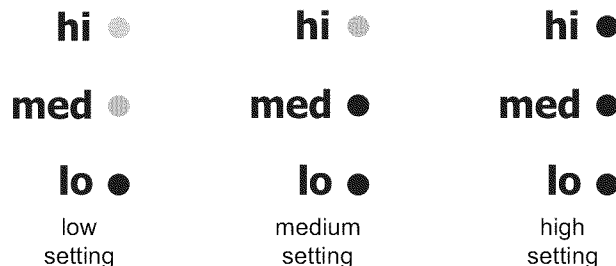 hi hi hi
med med med
lo lo lo
low medium high
setting setting setting